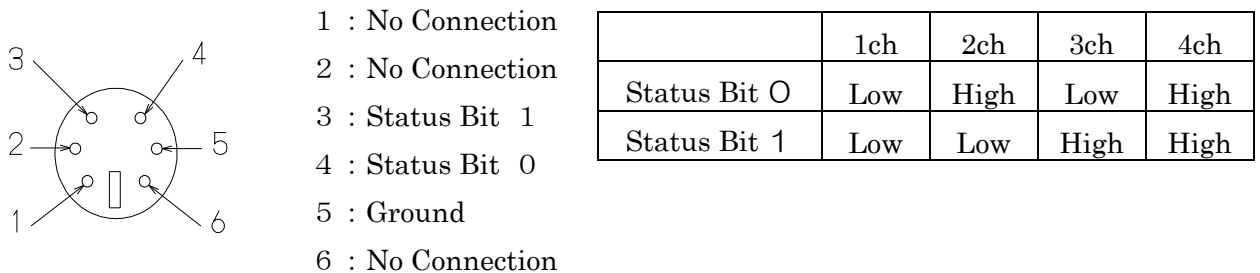 3 4
2 5
1 6
1 : No Connection
2 : No Connection
3 : Status Bit 1
4 : Status Bit 0
5 : Ground
6 : No Connection
1ch 2ch 3ch 4ch
Status Bit 0 Low High Low High
Status Bit 1 Low Low High High